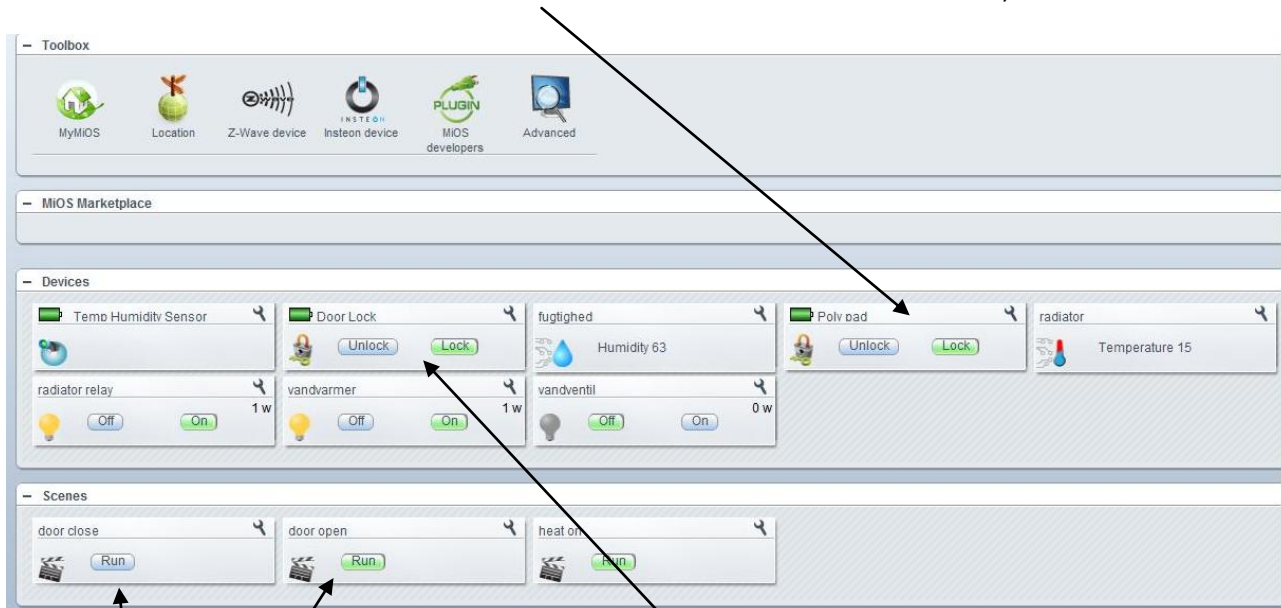 – Toolbox
INSTEON
PLUGIN
MyMiOS Location Z-Wave device Insteon device MiOS developers Advanced
– MiOS Marketplace
– Devices
Temp Humidity Sensor
Door Lock
Unlock Lock
fugtighed
Humidity 63
Poly pad
Unlock Lock
radiator
Temperature 15
radiator relay
1 w
Off On
vandvarmer
1 w
Off On
vandventil
0 w
Off On
– Scenes
door close
Run
door open
Run
heat on
Run